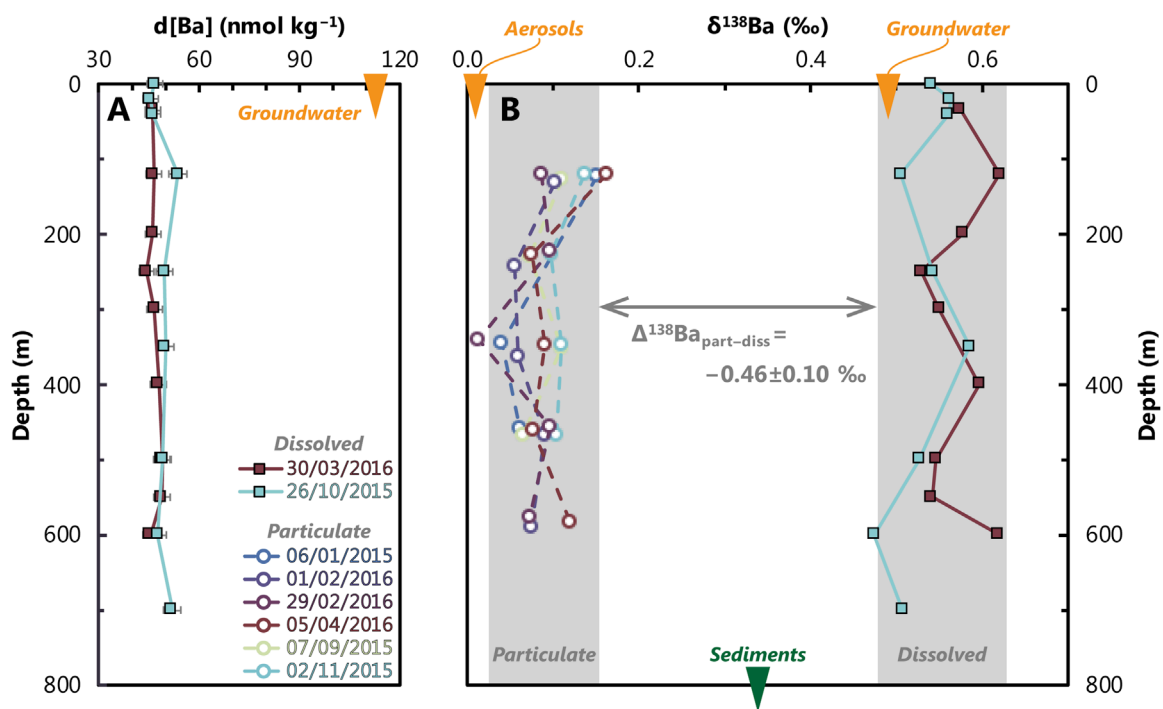 d[Ba] (nmol kg⁻¹)
30 60 90 120
0
200
400
600
800
Depth (m)
A
Groundwater
Dissolved
30/03/2016
26/10/2015
Particulate
06/01/2015
01/02/2016
29/02/2016
05/04/2016
07/09/2015
02/11/2015
Aerosols
δ¹³⁸Ba (‰)
Groundwater
0.0 0.2 0.4 0.6
B
Δ¹³⁸Ba part–diss =
−0.46±0.10 ‰
Particulate
Sediments
Dissolved
0
200
400
600
800
Depth (m)